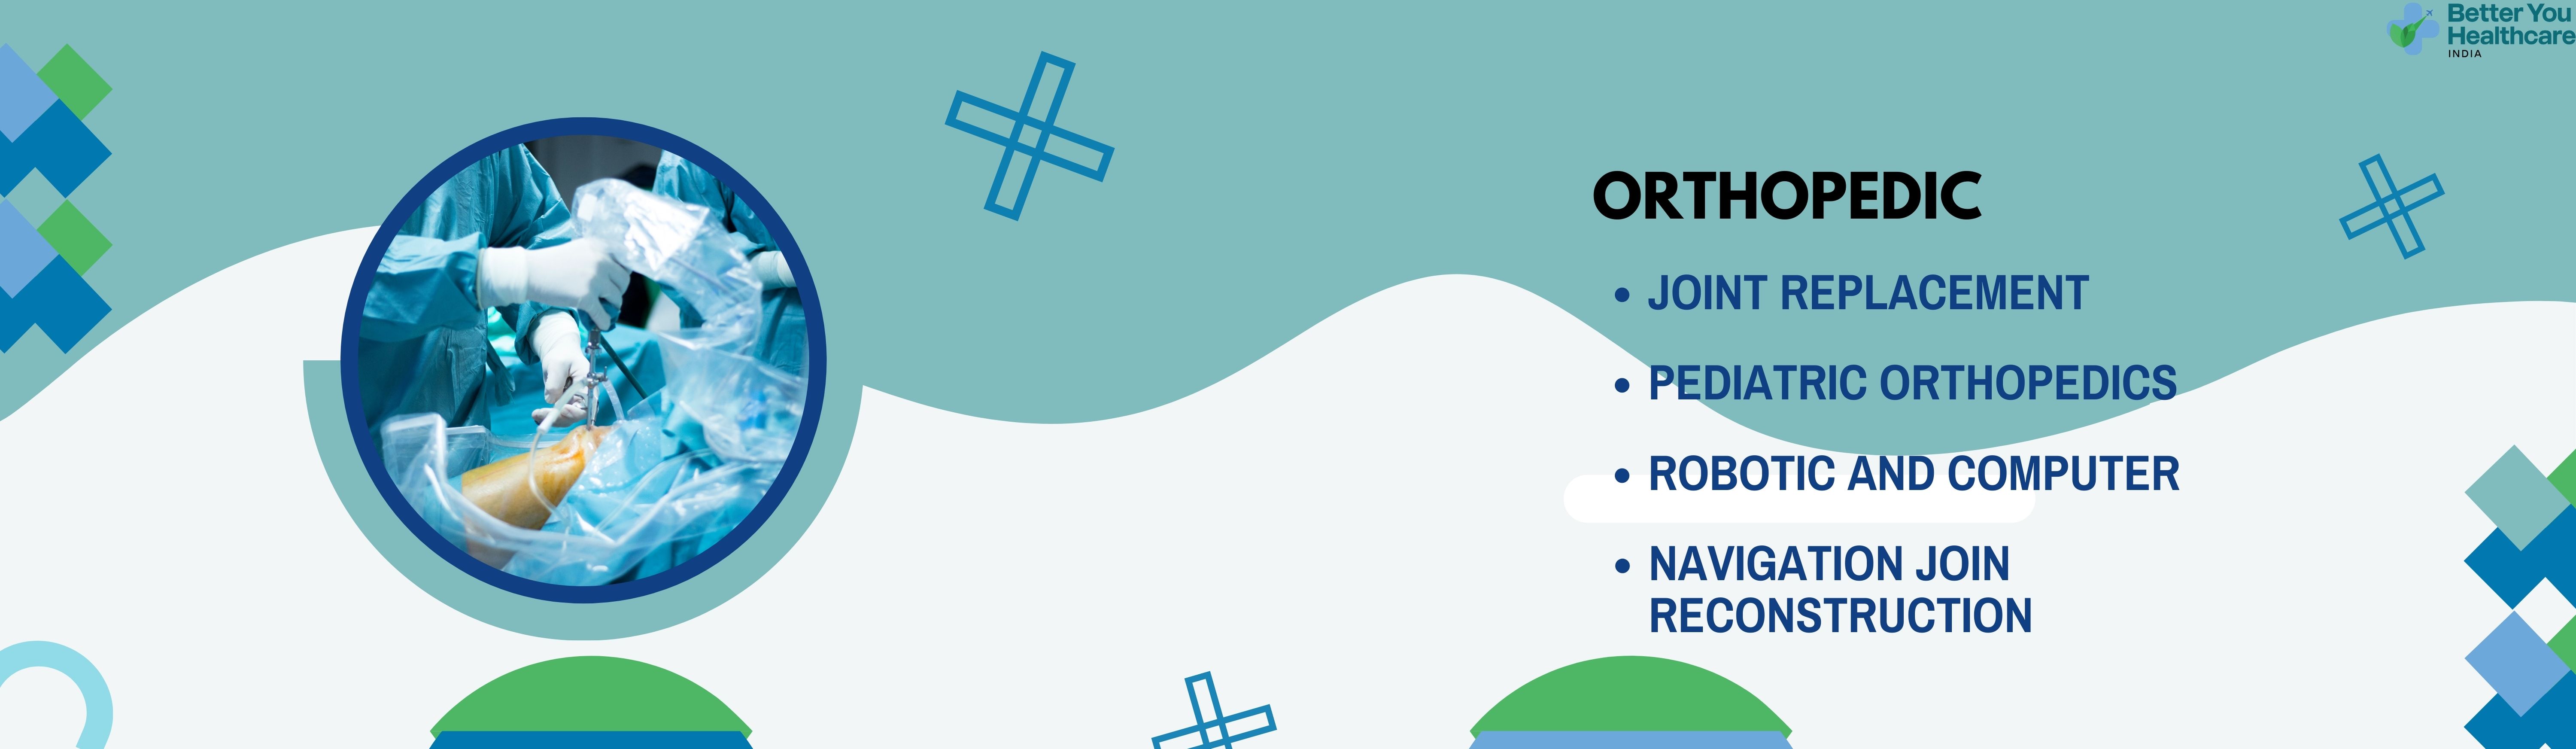 Better You
Healthcare
INDIA
ORTHOPEDIC
• JOINT REPLACEMENT
• PEDIATRIC ORTHOPEDICS
• ROBOTIC AND COMPUTER
• NAVIGATION JOIN
RECONSTRUCTION